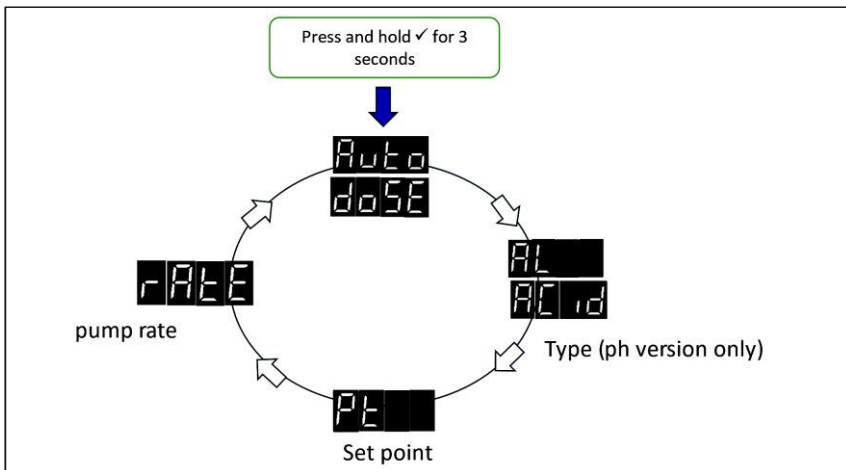 Press and hold ✓ for 3
seconds
Auto
doSE
AL
ACid
Type (ph version only)
Pt
Set point
rAtE
pump rate